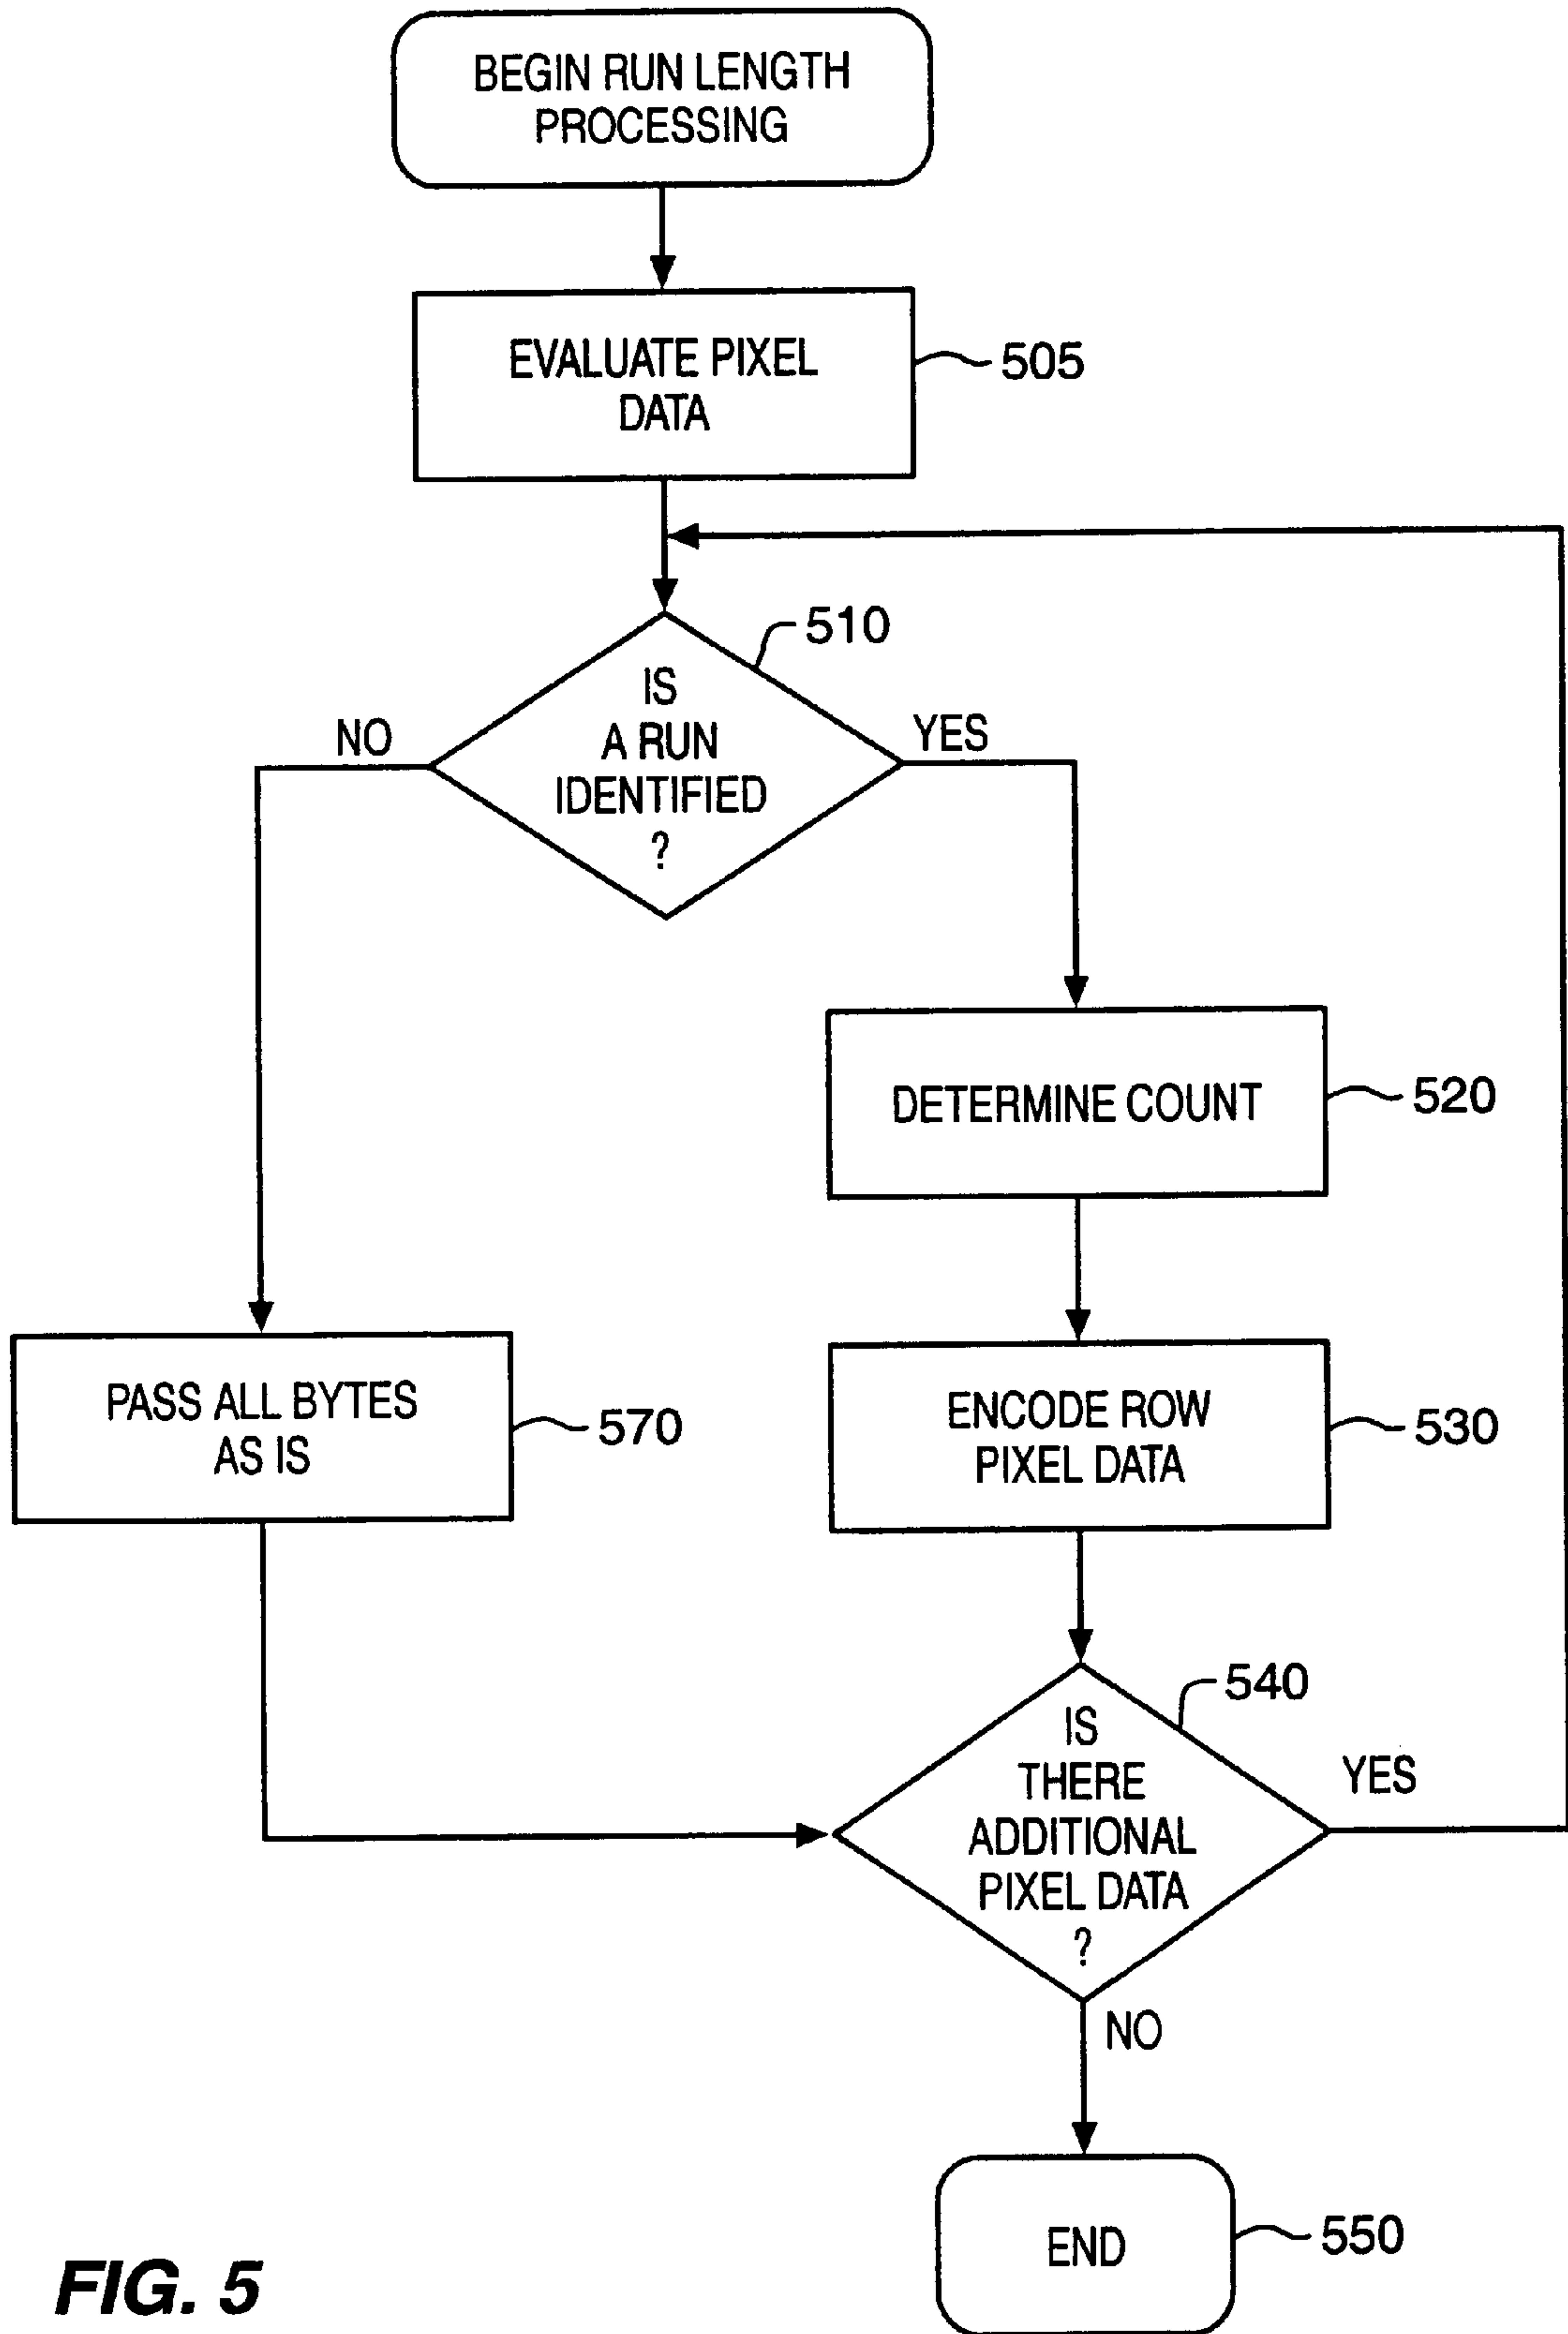 BEGIN RUN LENGTH
PROCESSING
EVALUATE PIXEL
DATA
505
510
IS
A RUN
IDENTIFIED
?
NO
YES
DETERMINE COUNT
520
PASS ALL BYTES
AS IS
570
ENCODE ROW
PIXEL DATA
530
540
IS
THERE
ADDITIONAL
PIXEL DATA
?
YES
NO
END
550
FIG. 5